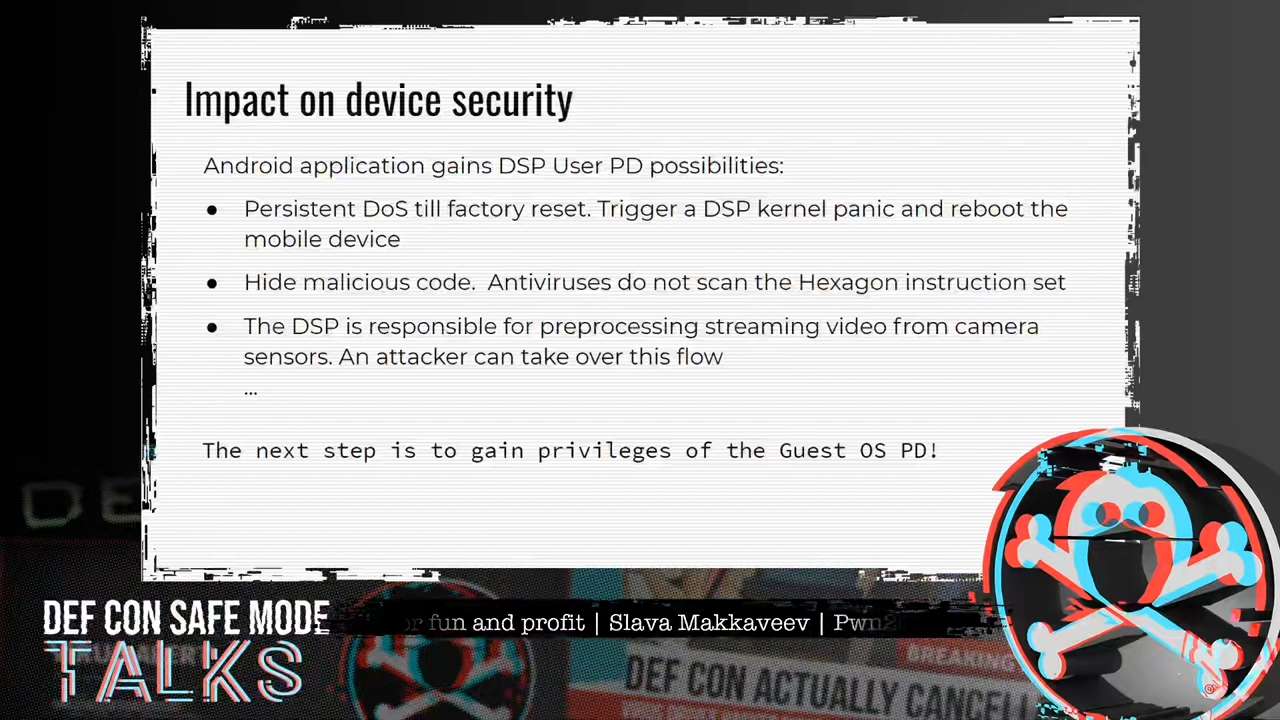 Impact on device security
Android application gains DSP User PD possibilities:
● Persistent DoS till factory reset. Trigger a DSP kernel panic and reboot the
mobile device
● Hide malicious code.  Antiviruses do not scan the Hexagon instruction set
● The DSP is responsible for preprocessing streaming video from camera
sensors. An attacker can take over this flow
...
The next step is to gain privileges of the Guest OS PD!
DEF CON SAFE MODE
TALKS
or fun and profit | Slava Makkaveev | Pwn2
BREAKING
DEF CON ACTUALLY CANCEL